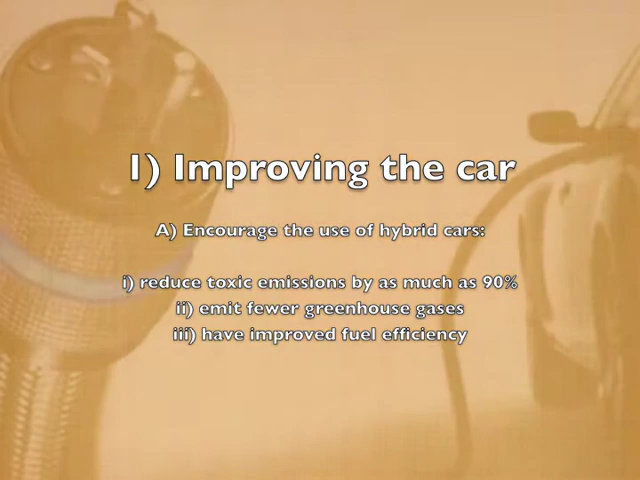 1) Improving the car
A) Encourage the use of hybrid cars:
i) reduce toxic emissions by as much as 90%
ii) emit fewer greenhouse gases
iii) have improved fuel efficiency